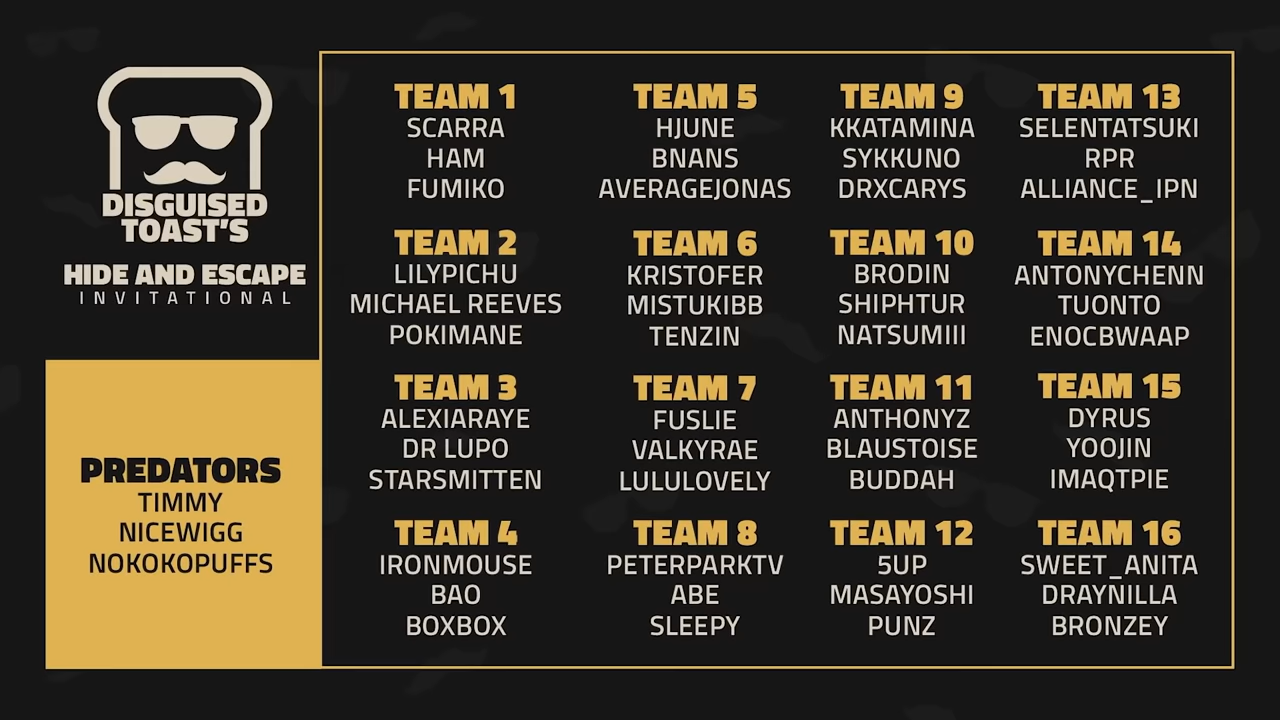 DISGUISED
TOAST'S
HIDE AND ESCAPE
INVITATIONAL
PREDATORS
TIMMY
NICEWIGG
NOKOKOPUFFS
TEAM 1
SCARRA
HAM
FUMIKO
TEAM 2
LILYPICHU
MICHAEL REEVES
POKIMANE
TEAM 3
ALEXIARAYE
DR LUPO
STARSMITTEN
TEAM 4
IRONMOUSE
BAO
BOXBOX
TEAM 5
HJUNE
BNANS
AVERAGEJONAS
TEAM 6
KRISTOFER
MISTUKIBB
TENZIN
TEAM 7
FUSLIE
VALKYRAE
LULULOVELY
TEAM 8
PETERPARKTV
ABE
SLEEPY
TEAM 9
KKATAMINA
SYKKUNO
DRXCARYS
TEAM 10
BRODIN
SHIPHTUR
NATSUMIII
TEAM 11
ANTHONYZ
BLAUSTOISE
BUDDAH
TEAM 12
5UP
MASAYOSHI
PUNZ
TEAM 13
SELENTATSUKI
RPR
ALLIANCE_IPN
TEAM 14
ANTONYCHENN
TUONTO
ENOCBWAAP
TEAM 15
DYRUS
YOOJIN
IMAQTPIE
TEAM 16
SWEET_ANITA
DRAYNILLA
BRONZEY